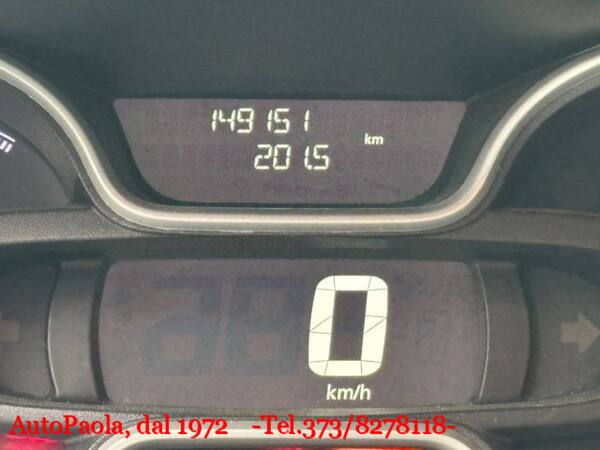 149151
km
201.5
0
km/h
AutoPaola, dal 1972 -Tel.373/8278118-